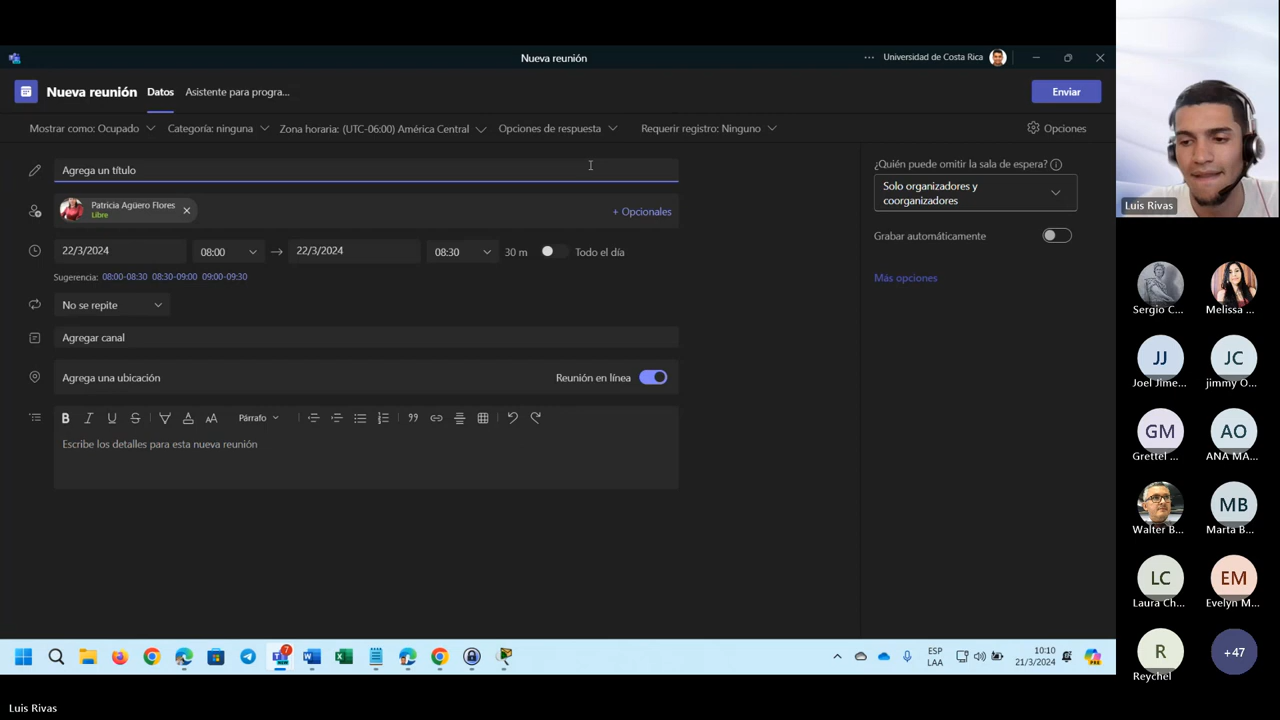 Nueva reunión
Universidad de Costa Rica
Nueva reunión
Datos
Asistente para progra...
Enviar
Mostrar como: Ocupado
Categoría: ninguna
Zona horaria: (UTC-06:00) América Central
Opciones de respuesta
Requerir registro: Ninguno
Opciones
Agrega un título
Patricia Agüero Flores
Libre
+ Opcionales
22/3/2024
08:00
22/3/2024
08:30
30 m
Todo el día
Sugerencia: 08:00-08:30 08:30-09:00 09:00-09:30
No se repite
Agregar canal
Agrega una ubicación
Reunión en línea
Párrafo
Escribe los detalles para esta nueva reunión
¿Quién puede omitir la sala de espera?
Solo organizadores y
coorganizadores
Grabar automáticamente
Más opciones
Luis Rivas
Sergio C...
Melissa ...
JJ
Joel Jime...
JC
jimmy O...
GM
Grettel ...
AO
ANA MA...
Walter B...
MB
Marta B...
LC
Laura Ch...
EM
Evelyn M...
R
Reychel
+47
7
ESP
LAA
10:10
21/3/2024
Luis Rivas